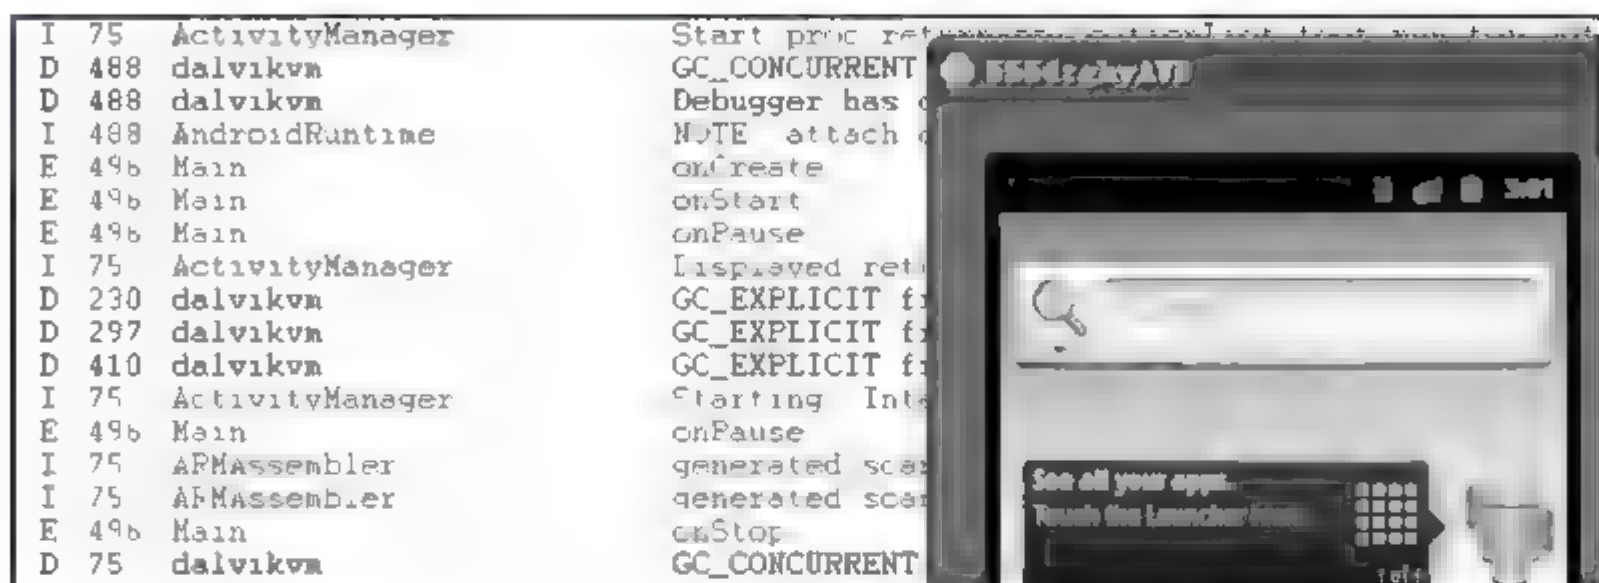 I 75 ActivityManager Start proc
D 488 dalvikvm GC_CONCURRENT
D 488 dalvikvm Debugger has
I 488 AndroidRuntime NOTE attach
E 496 Main onCreate
E 496 Main onStart
E 496 Main onPause
I 75 ActivityManager Displayed
D 230 dalvikvm GC_EXPLICIT
D 297 dalvikvm GC_EXPLICIT
D 410 dalvikvm GC_EXPLICIT
I 75 ActivityManager Starting Inte
E 496 Main onPause
I 75 ARMAssembler generated scan
I 75 ARMAssembler generated scan
E 496 Main onStop
D 75 dalvikvm GC_CONCURRENT
See all your apps.
Touch the Launcher icon.